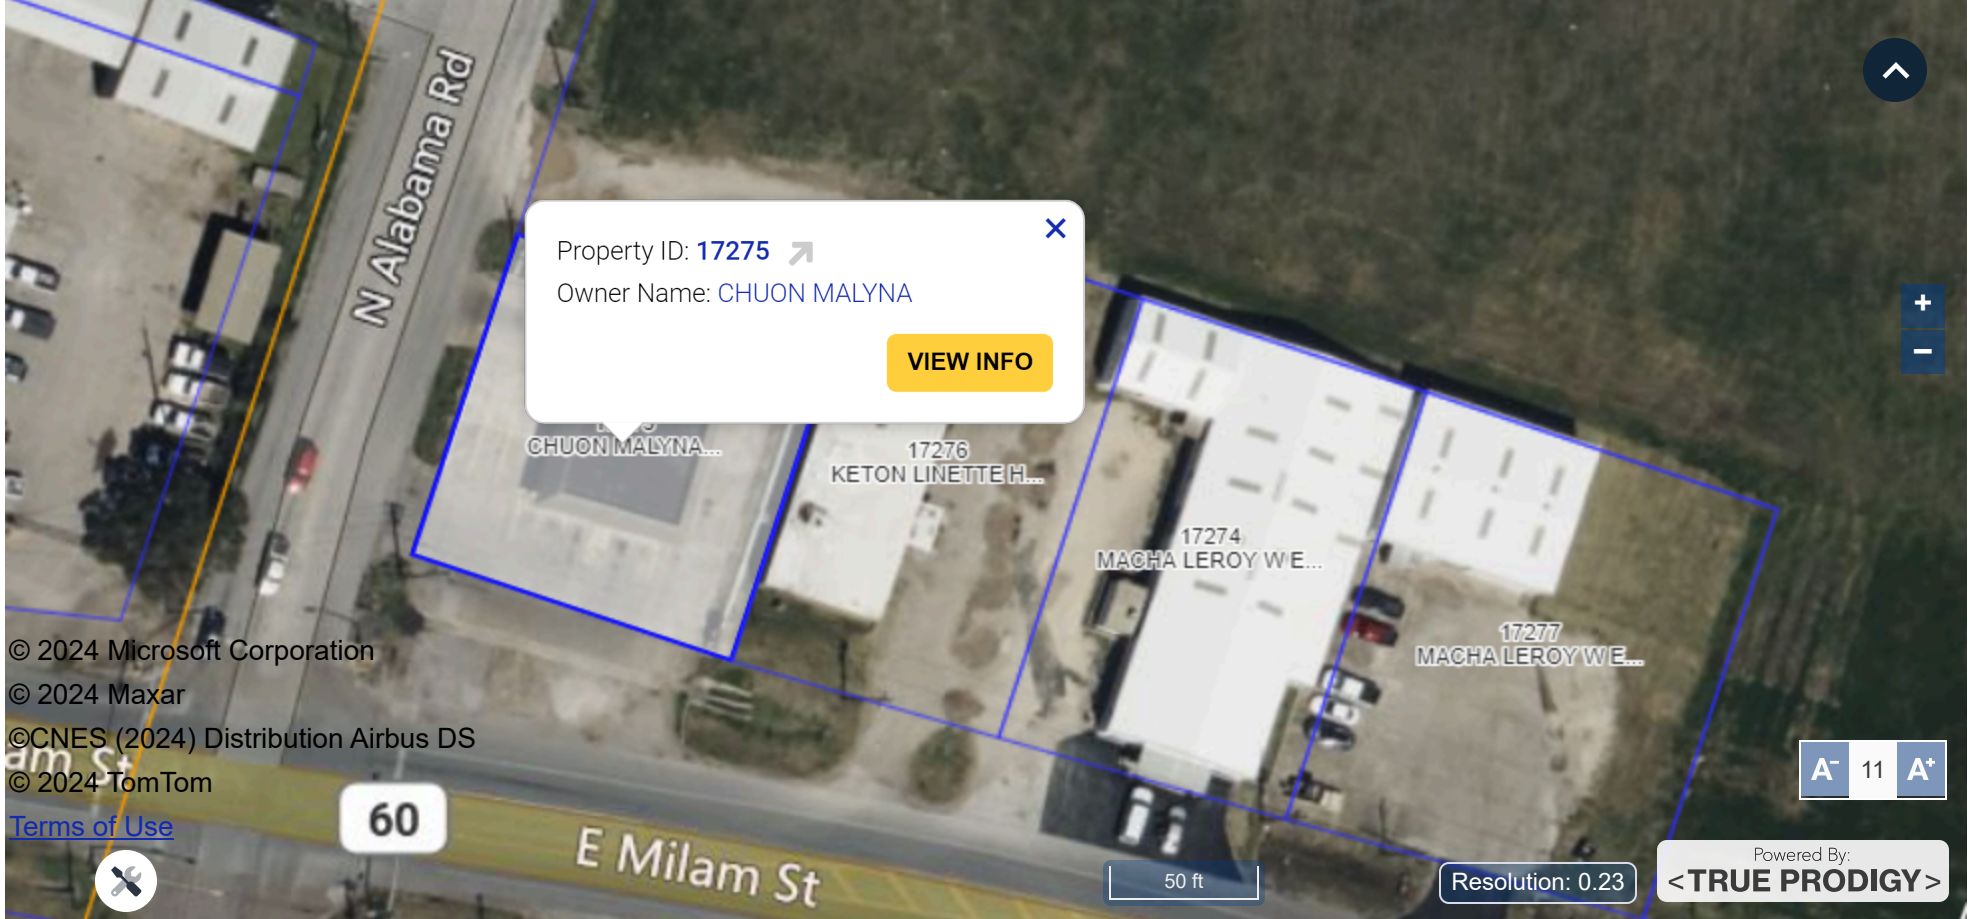 N Alabama Rd
Property ID: 17275
Owner Name: CHUON MALYNA
VIEW INFO
CHUON MALYNA...
17276
KETON LINETTE H...
17274
MACHA LEROY W E...
17277
MACHA LEROY W E...
+
−
© 2024 Microsoft Corporation
© 2024 Maxar
©CNES (2024) Distribution Airbus DS
am St
© 2024 TomTom
Terms of Use
60
E Milam St
A- 11 A+
50 ft
Resolution: 0.23
Powered By:
<TRUE PRODIGY>